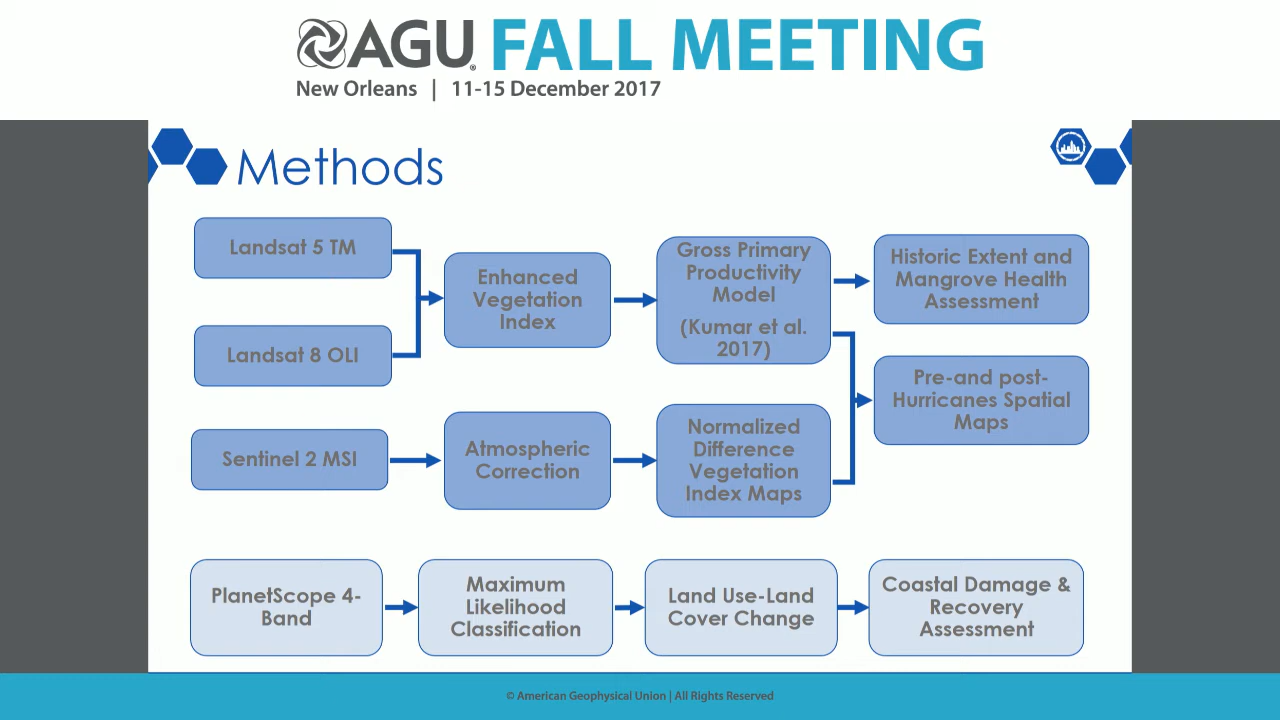 AGU FALL MEETING
New Orleans | 11-15 December 2017
Methods
Landsat 5 TM
Landsat 8 OLI
Enhanced
Vegetation
Index
Gross Primary
Productivity
Model
(Kumar et al.
2017)
Historic Extent and
Mangrove Health
Assessment
Pre-and post-
Hurricanes Spatial
Maps
Sentinel 2 MSI
Atmospheric
Correction
Normalized
Difference
Vegetation
Index Maps
PlanetScope 4-
Band
Maximum
Likelihood
Classification
Land Use-Land
Cover Change
Coastal Damage &
Recovery
Assessment
© American Geophysical Union | All Rights Reserved